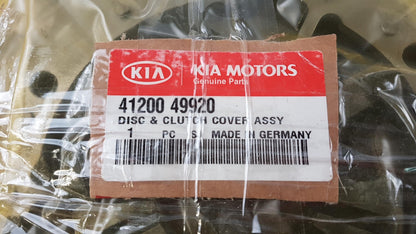 KIA KIA MOTORS
Genuine Parts
41200 49920
DISC & CLUTCH COVER ASSY
1 PC MADE IN GERMANY